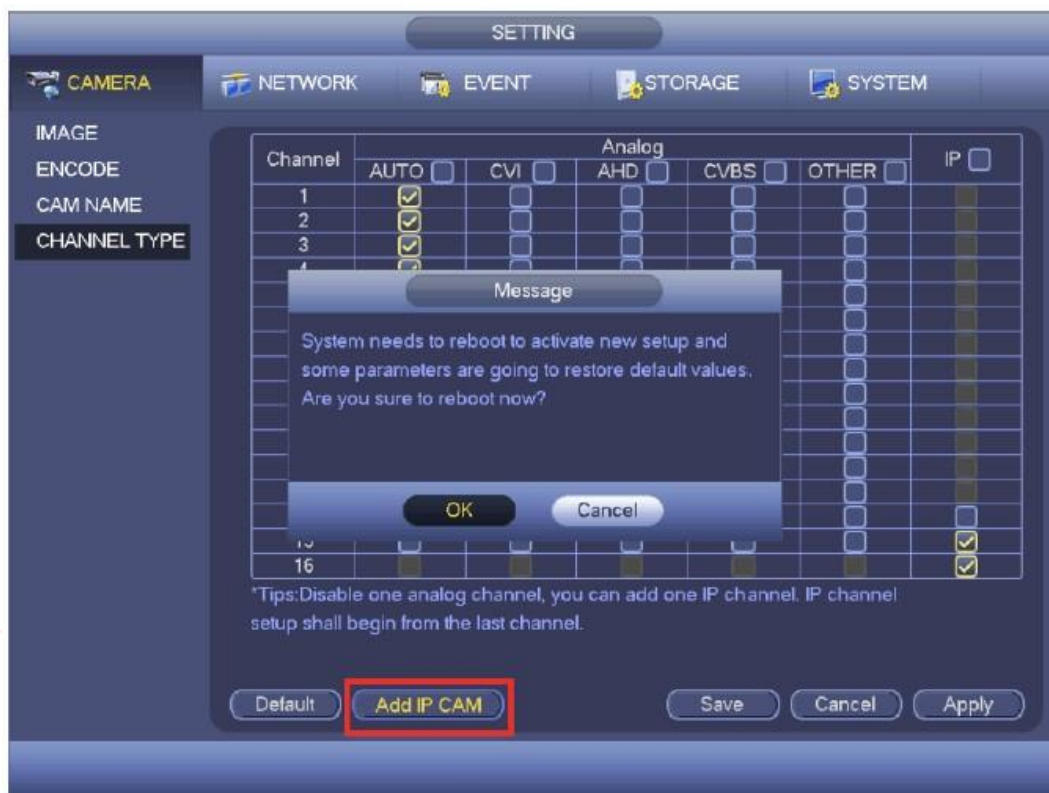 SETTING
CAMERA NETWORK EVENT STORAGE SYSTEM
IMAGE
ENCODE
CAM NAME
CHANNEL TYPE
Channel Analog IP
AUTO CVI AHD CVBS OTHER
1
2
3
Message
System needs to reboot to activate new setup and
some parameters are going to restore default values.
Are you sure to reboot now?
OK Cancel
16
*Tips:Disable one analog channel, you can add one IP channel. IP channel
setup shall begin from the last channel.
Default Add IP CAM Save Cancel Apply